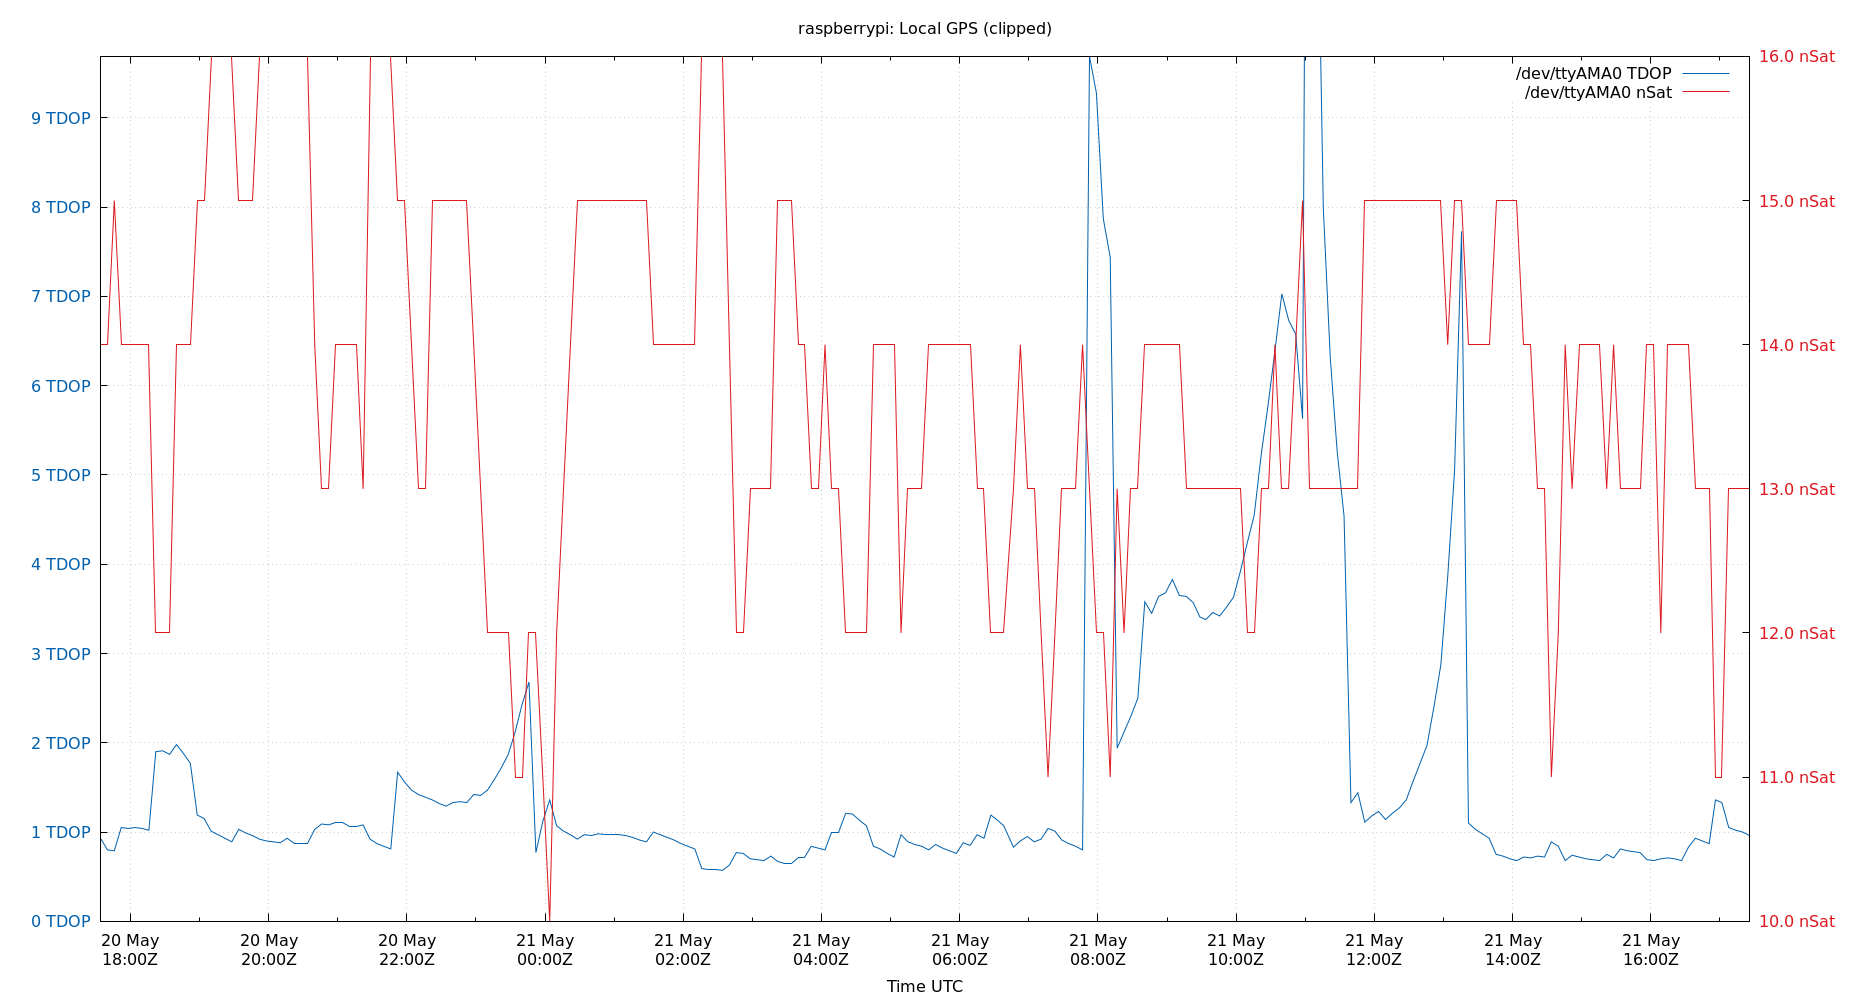 raspberrypi: Local GPS (clipped)
/dev/ttyAMA0 TDOP
/dev/ttyAMA0 nSat
9 TDOP
8 TDOP
7 TDOP
6 TDOP
5 TDOP
4 TDOP
3 TDOP
2 TDOP
1 TDOP
0 TDOP
16.0 nSat
15.0 nSat
14.0 nSat
13.0 nSat
12.0 nSat
11.0 nSat
10.0 nSat
20 May 20 May 20 May 21 May 21 May 21 May 21 May 21 May 21 May 21 May 21 May 21 May
18:00Z 20:00Z 22:00Z 00:00Z 02:00Z 04:00Z 06:00Z 08:00Z 10:00Z 12:00Z 14:00Z 16:00Z
Time UTC